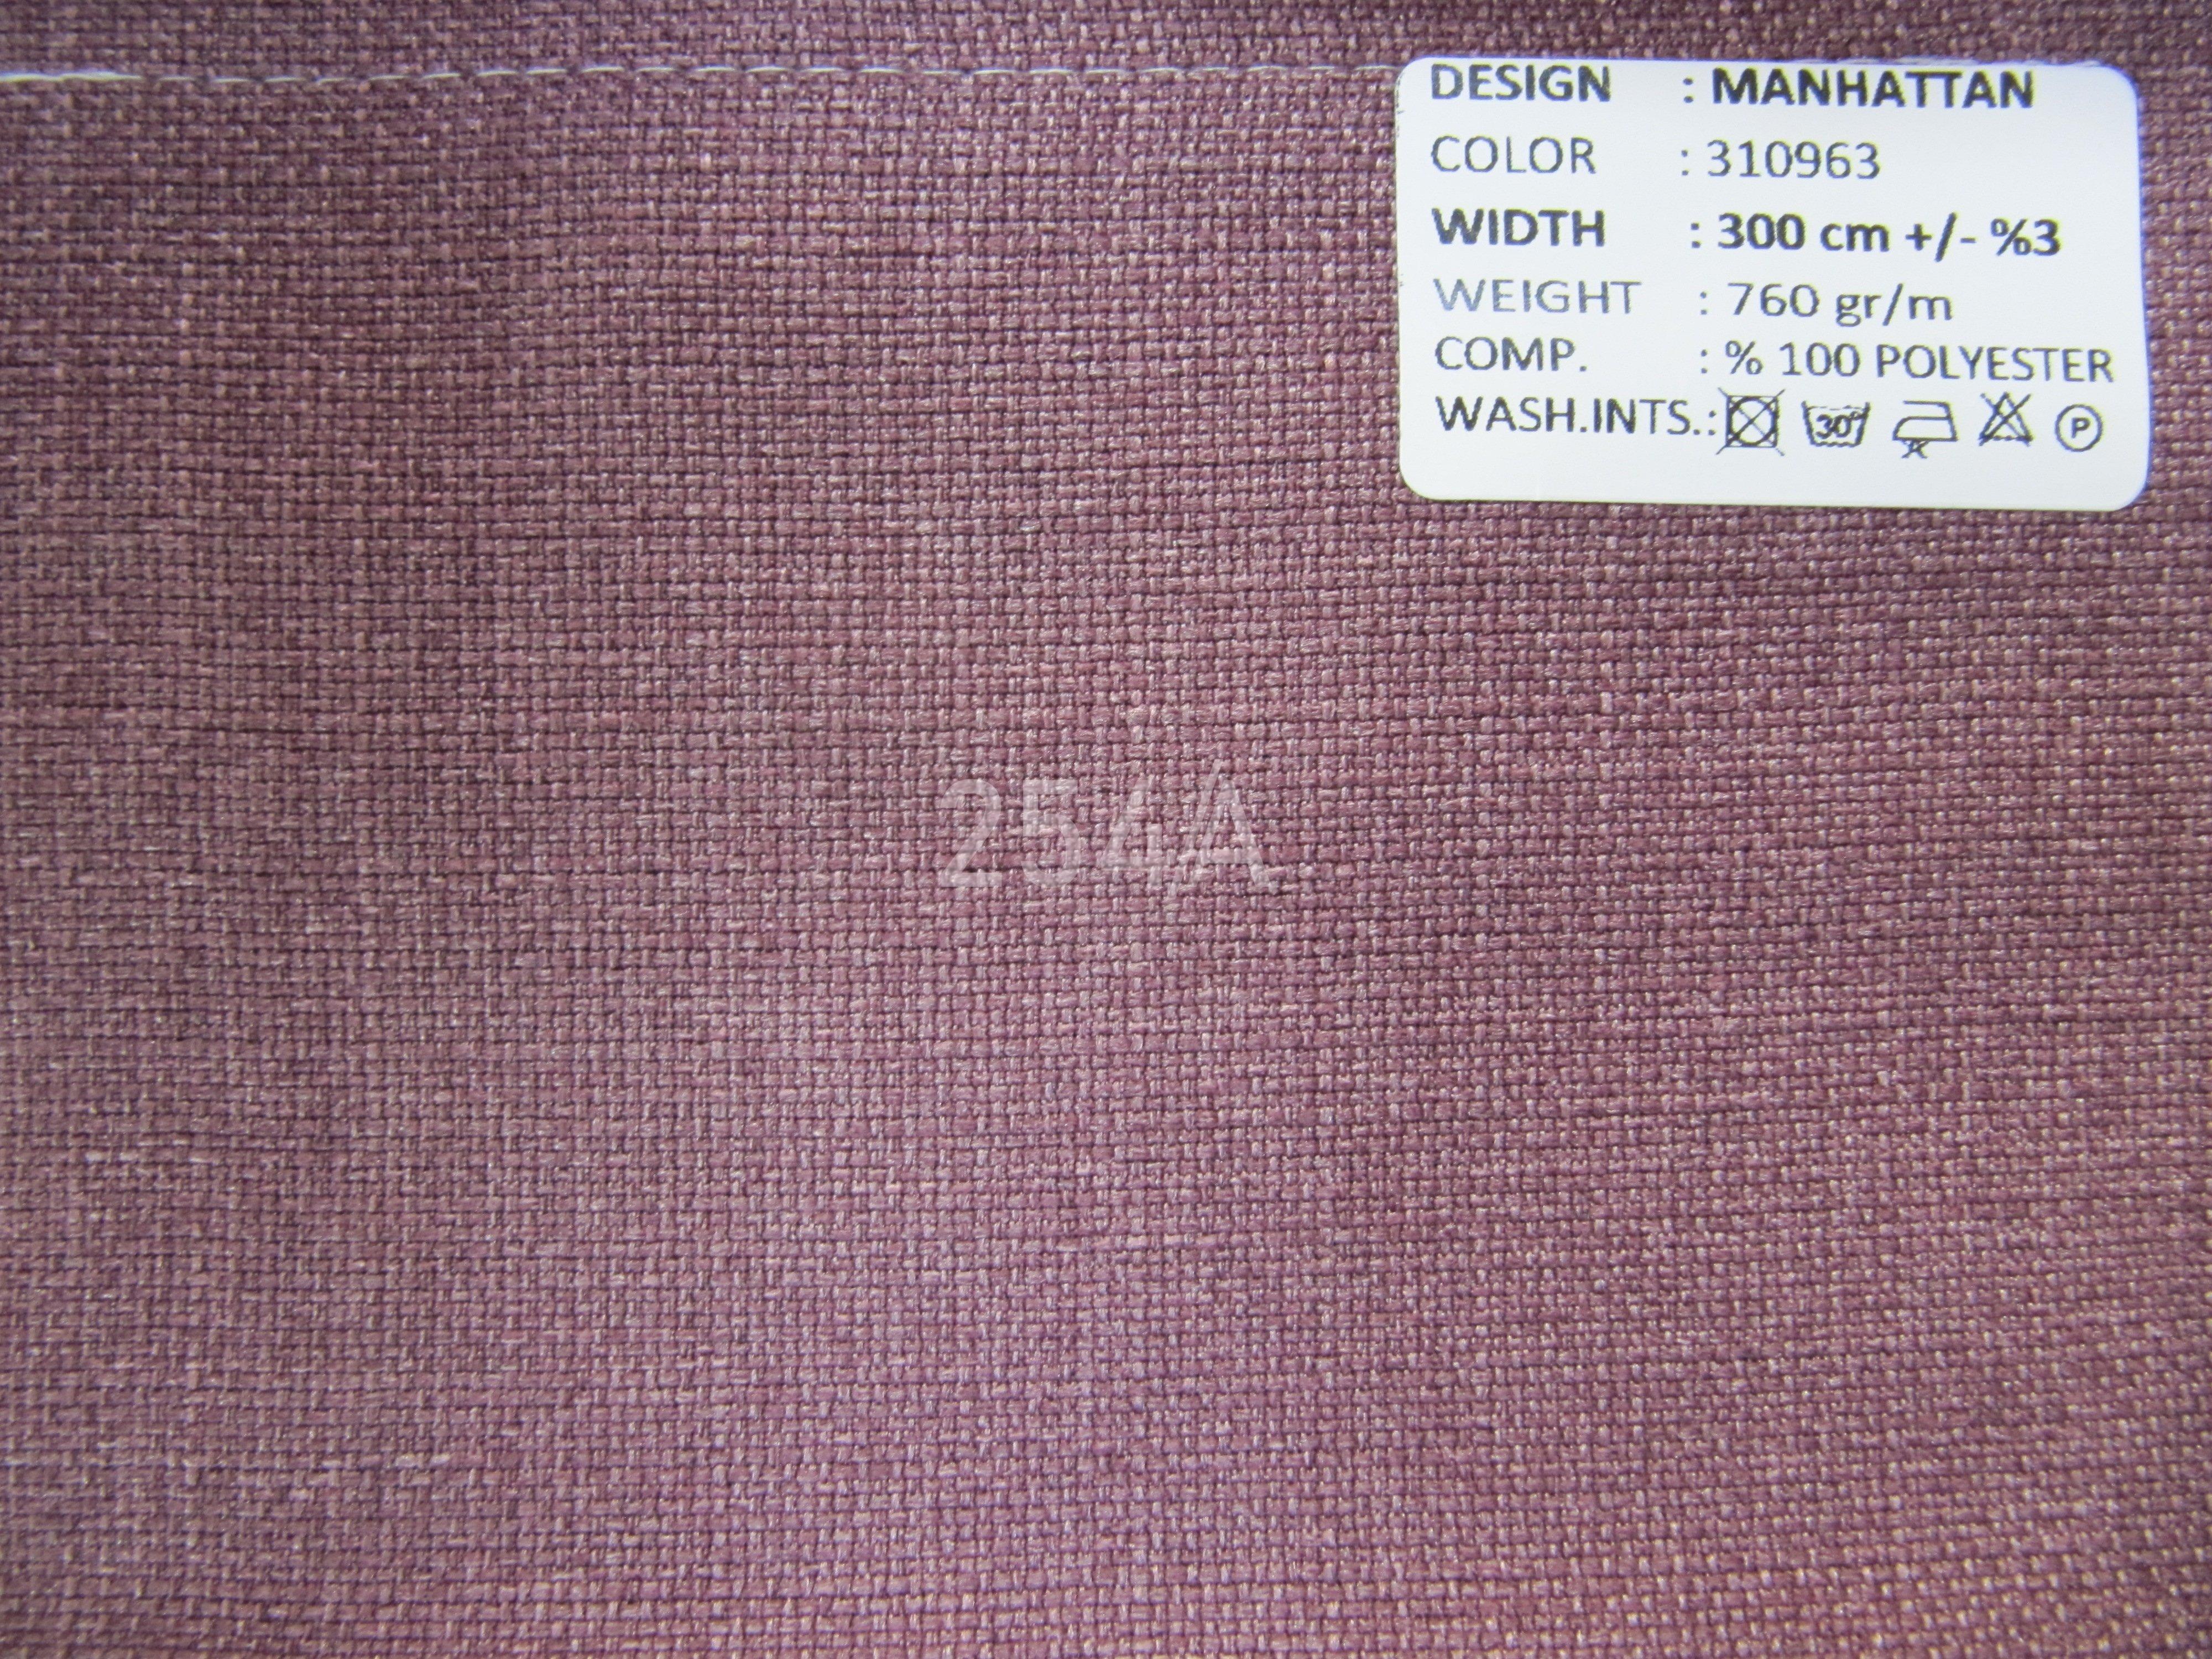 DESIGN : MANHATTAN
COLOR : 310963
WIDTH : 300 cm +/- %3
WEIGHT : 760 gr/m
COMP. : % 100 POLYESTER
WASH.INTS.: 30° P
254A